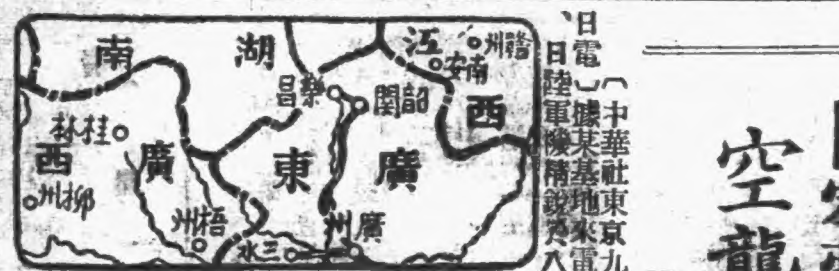 空龍
〔中華社東京九
日電〕據某基地來電
、日陸軍機精銳
湖南
江西
贛州
南安
樂昌
韶關
桂林
廣西
廣東
柳州
梧州
三水
廣州